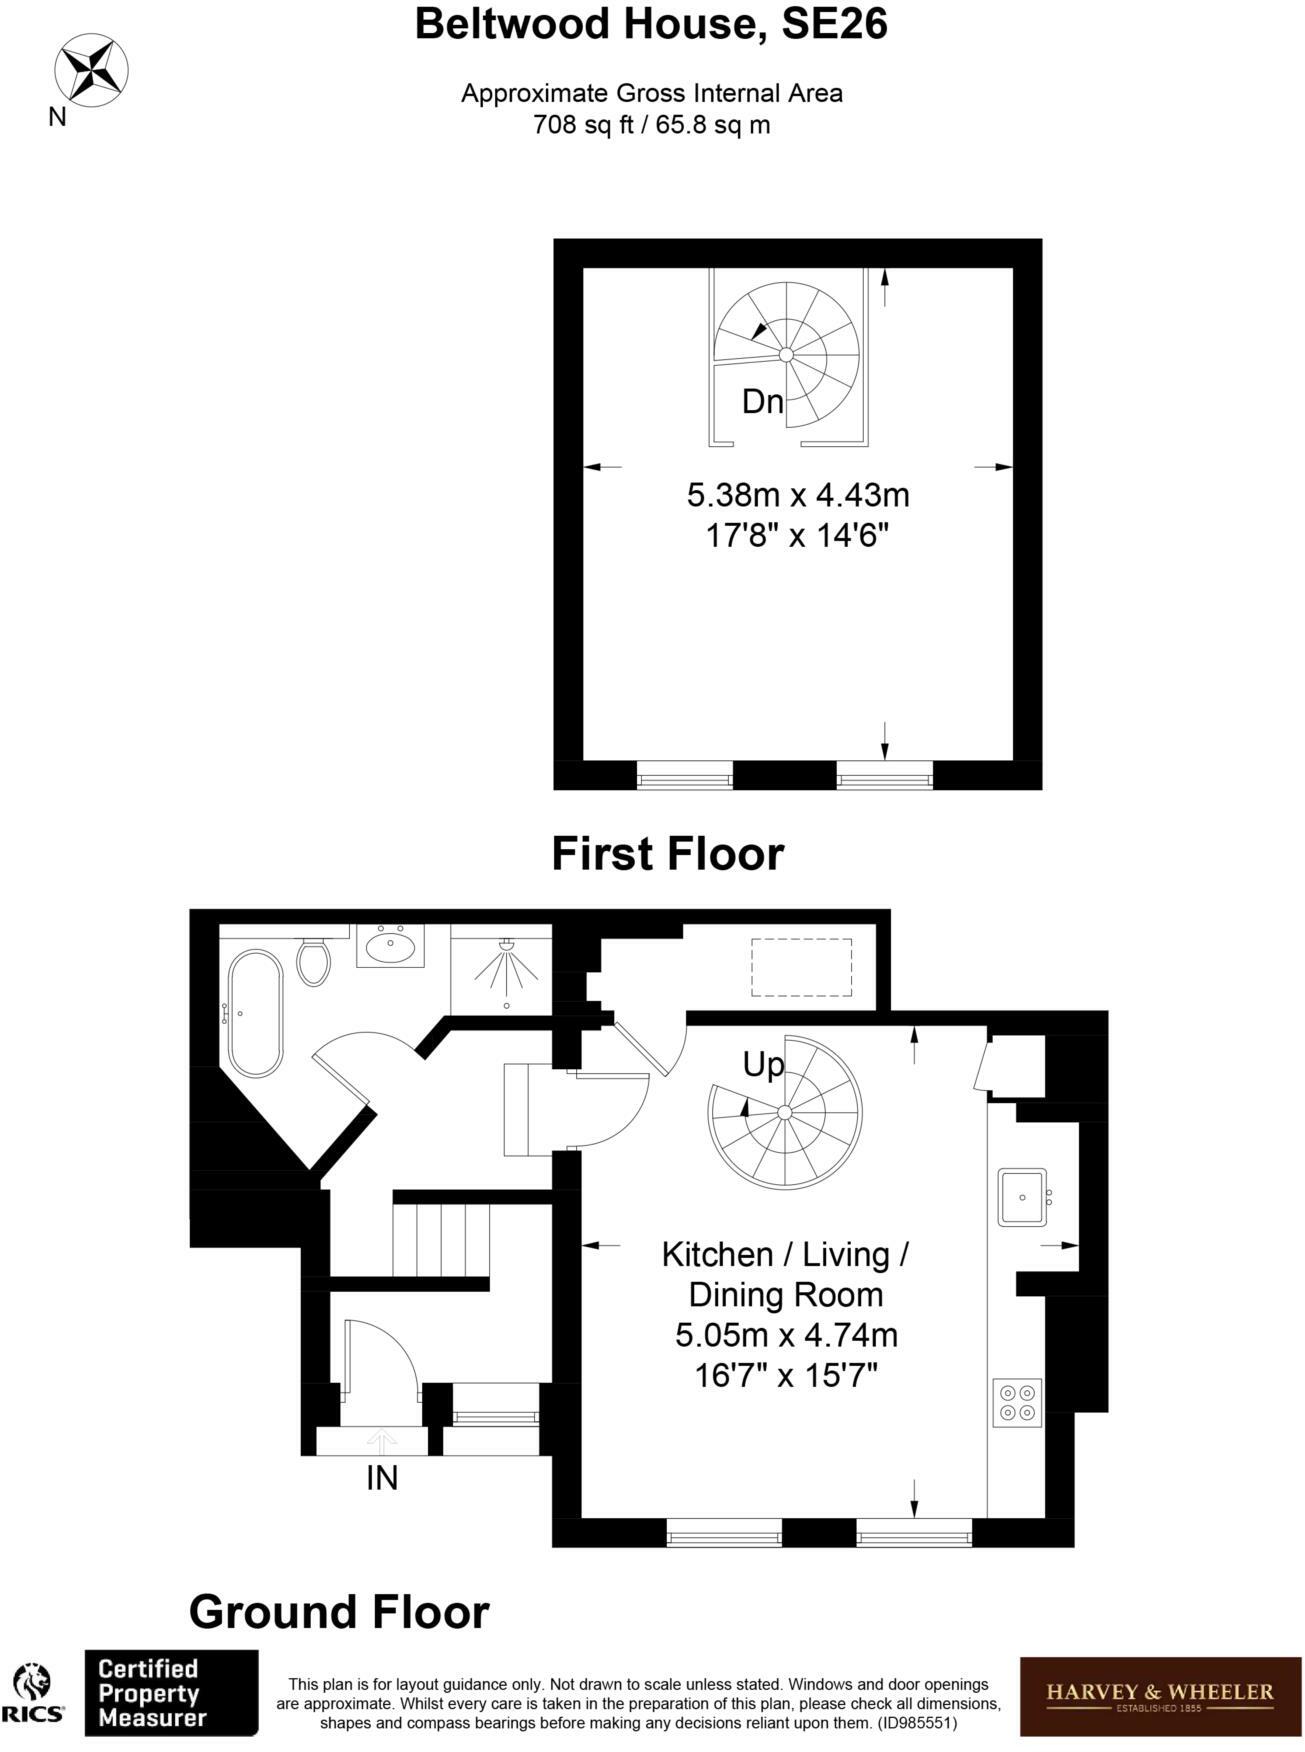 Beltwood House, SE26
N
Approximate Gross Internal Area
708 sq ft / 65.8 sq m
Dn
5.38m x 4.43m
17'8" x 14'6"
First Floor
Up
Kitchen / Living /
Dining Room
5.05m x 4.74m
16'7" x 15'7"
IN
Ground Floor
RICS
Certified
Property
Measurer
This plan is for layout guidance only. Not drawn to scale unless stated. Windows and door openings
are approximate. Whilst every care is taken in the preparation of this plan, please check all dimensions,
shapes and compass bearings before making any decisions reliant upon them. (ID985551)
HARVEY & WHEELER
ESTABLISHED 1855